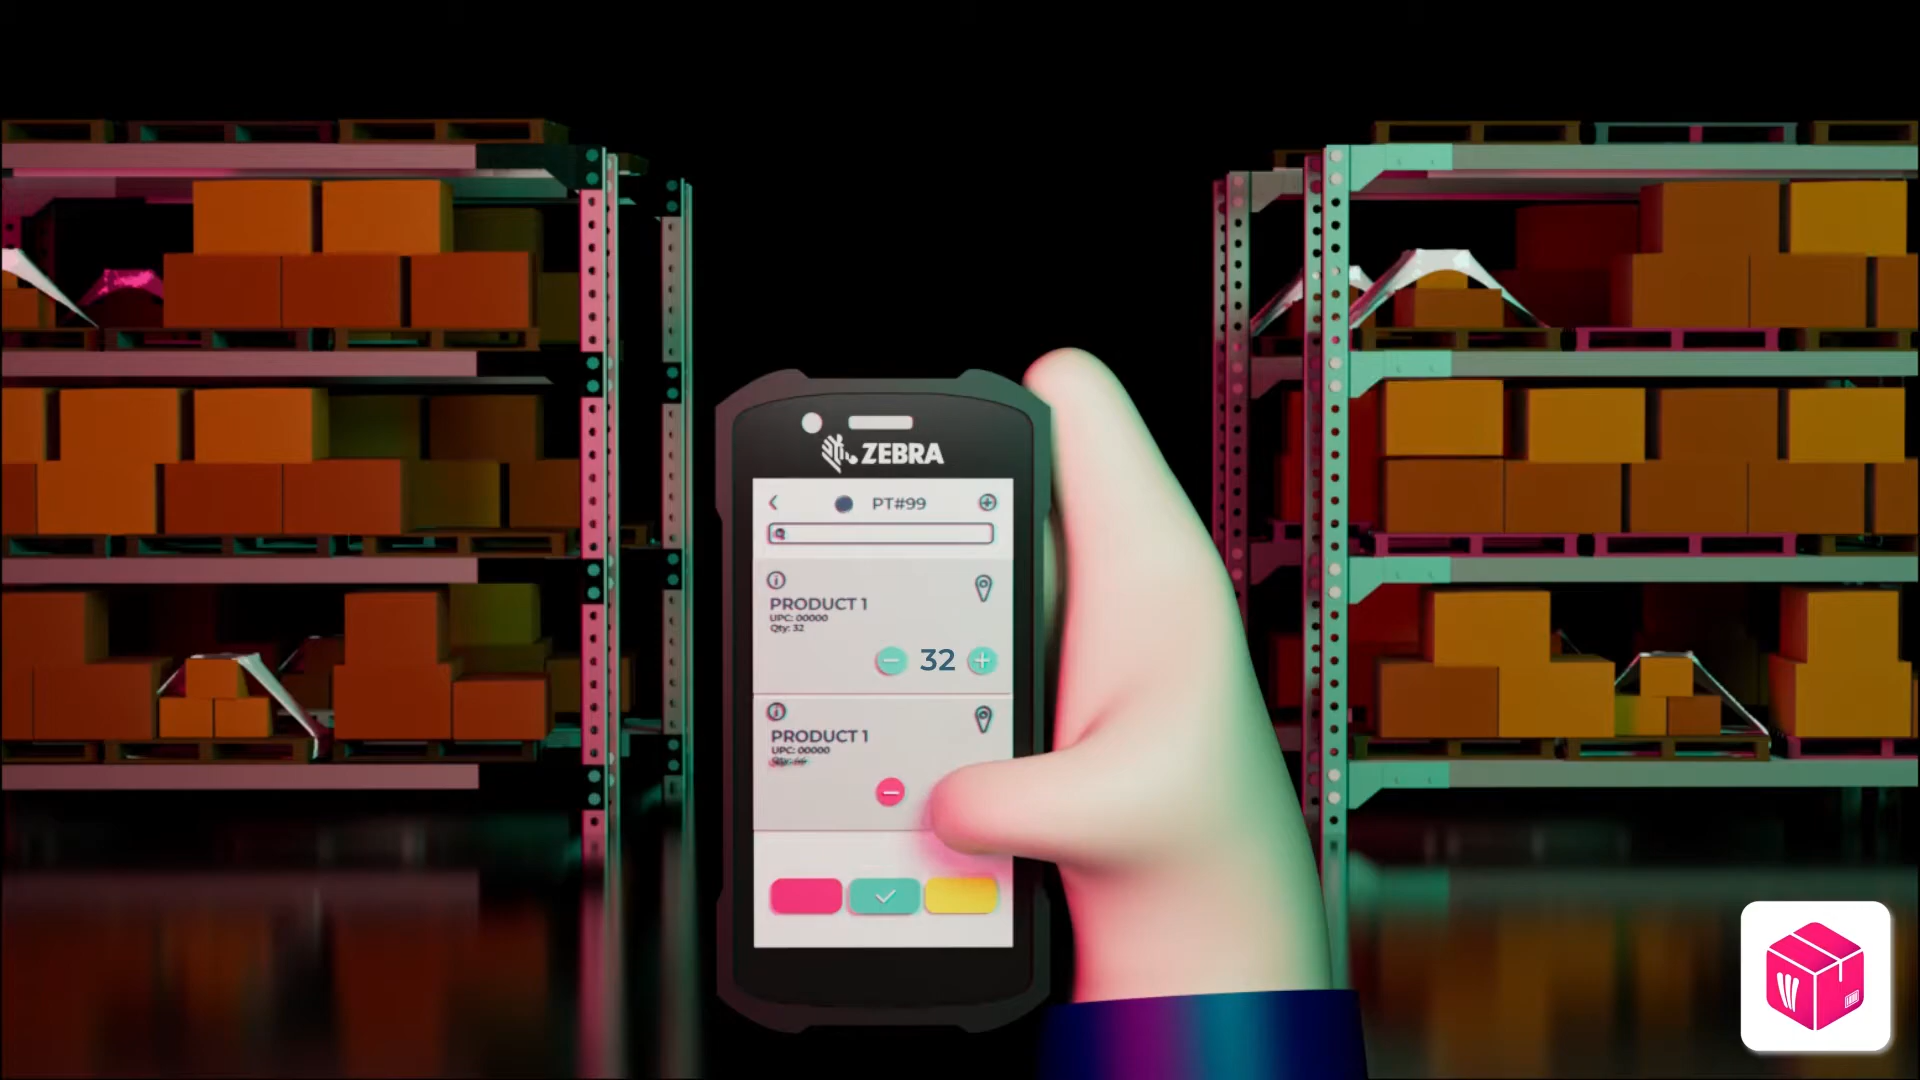 ZEBRA
PT#99
PRODUCT 1
UPC: 00000
Qty: 32
32
PRODUCT 1
UPC: 00000